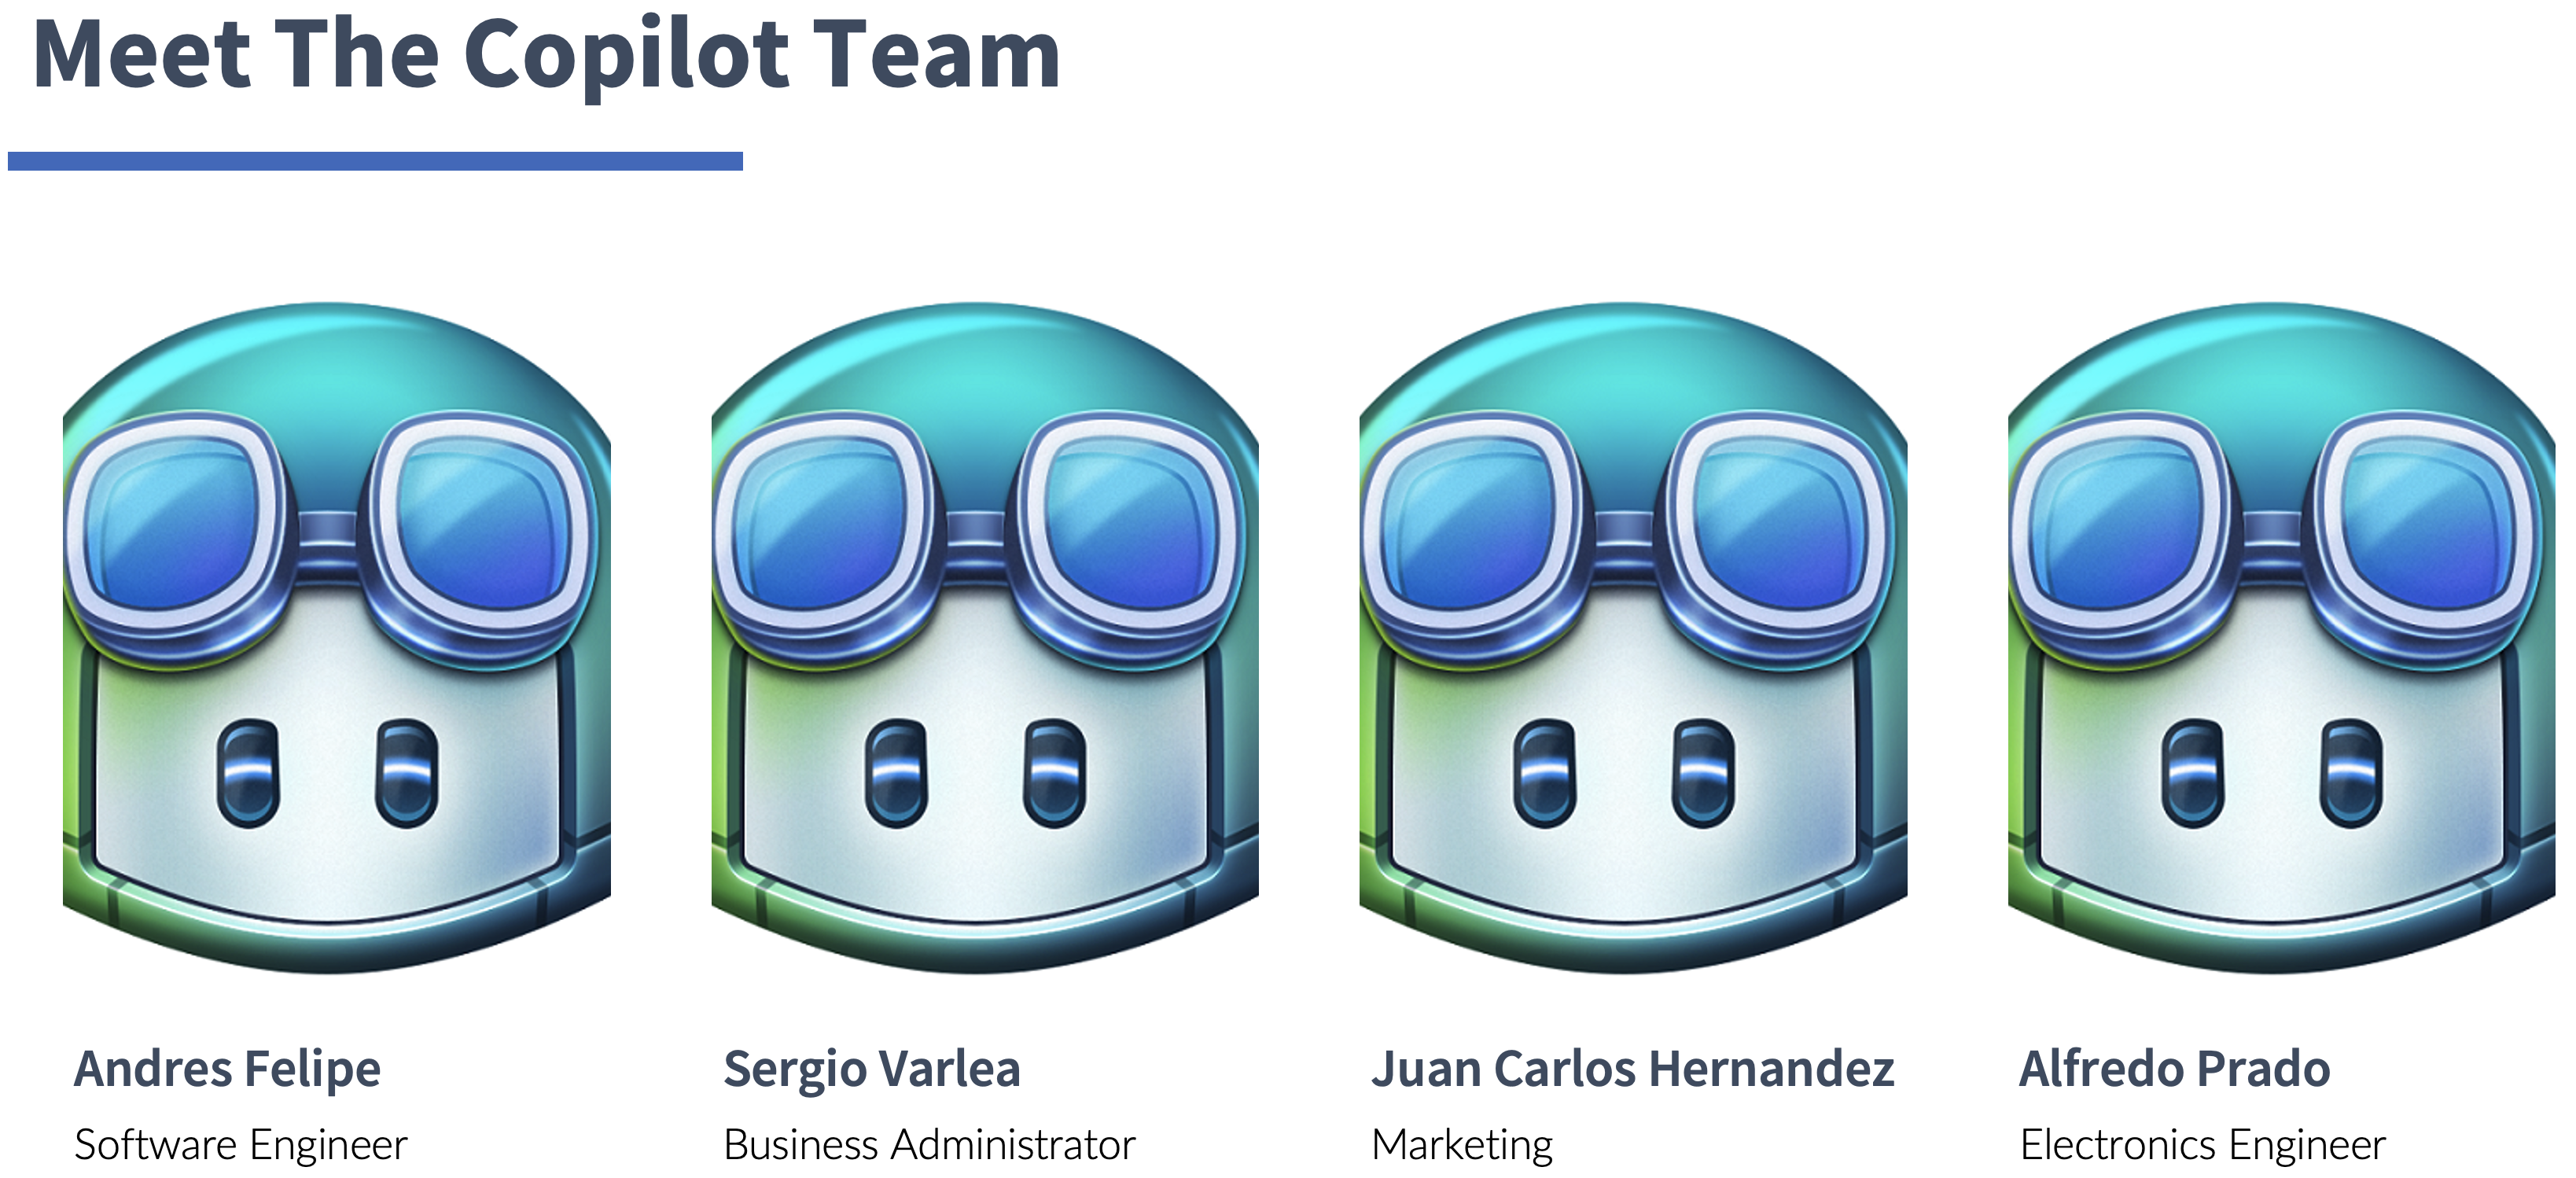 Meet The Copilot Team
Andres Felipe
Software Engineer
Sergio Varlea
Business Administrator
Juan Carlos Hernandez
Marketing
Alfredo Prado
Electronics Engineer